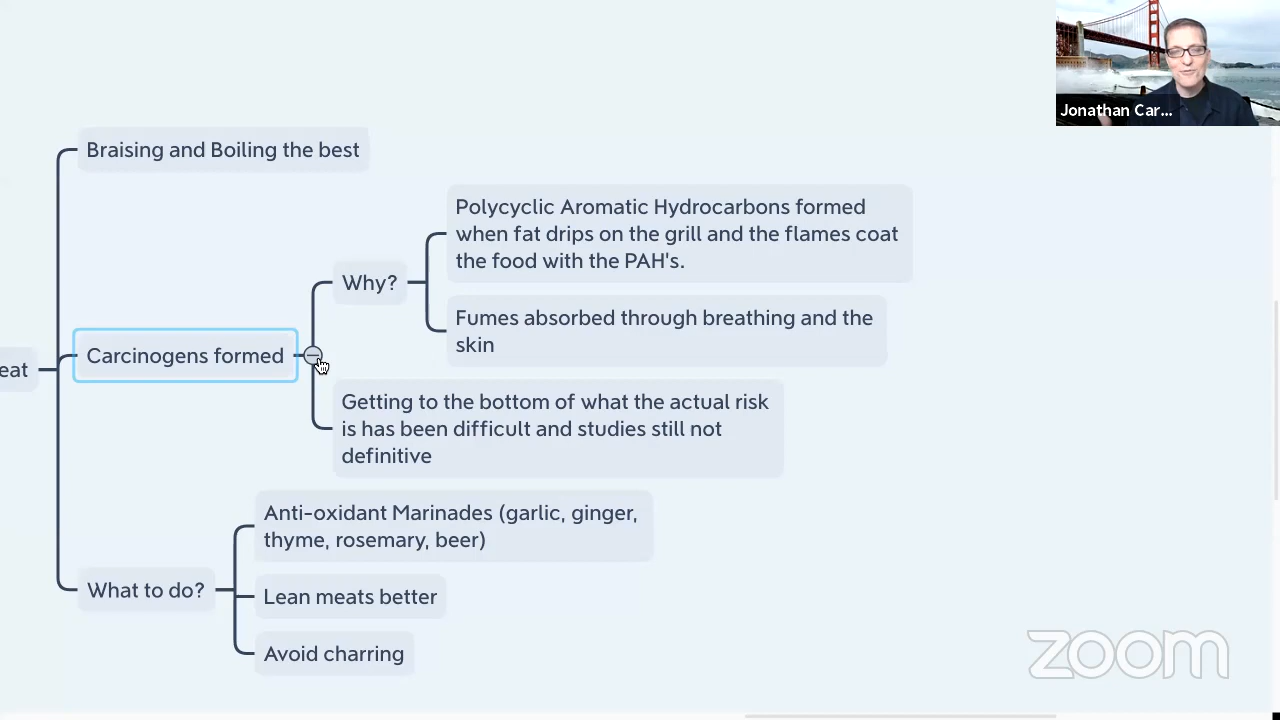 Jonathan Car...
Braising and Boiling the best
Polycyclic Aromatic Hydrocarbons formed
when fat drips on the grill and the flames coat
the food with the PAH's.
Why?
Fumes absorbed through breathing and the
skin
eat
Carcinogens formed
Getting to the bottom of what the actual risk
is has been difficult and studies still not
definitive
Anti-oxidant Marinades (garlic, ginger,
thyme, rosemary, beer)
What to do?
Lean meats better
Avoid charring
zoom